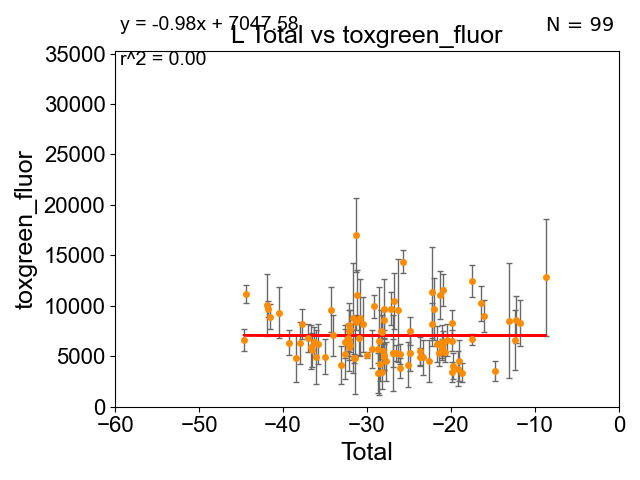 y = -0.98x + 7047.58
N = 99
L Total vs toxgreen_fluor
r^2 = 0.00
35000
30000
25000
20000
15000
10000
5000
0
toxgreen_fluor
−60 −50 −40 −30 −20 −10 0
Total